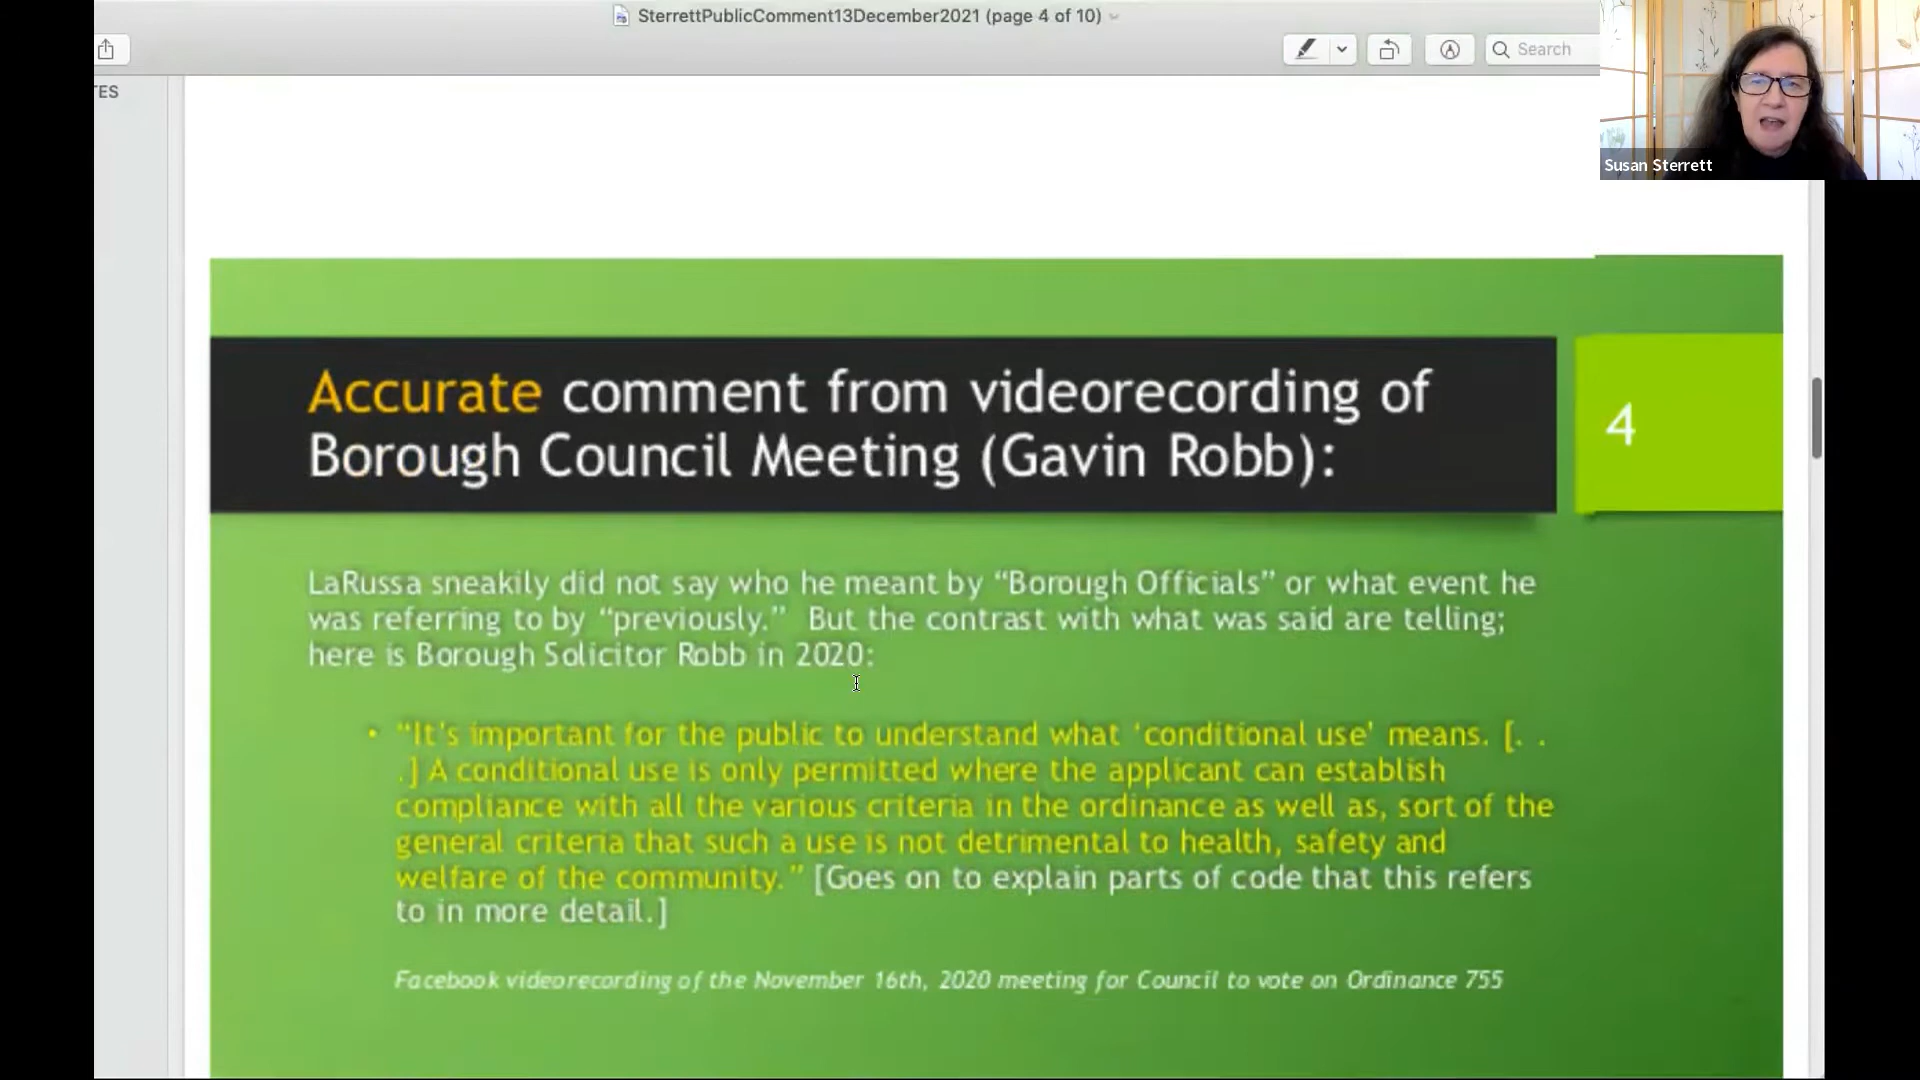 SterrettPublicComment13December2021 (page 4 of 10)
Search
TES
Susan Sterrett
Accurate comment from videorecording of
Borough Council Meeting (Gavin Robb):
4
LaRussa sneakily did not say who he meant by “Borough Officials” or what event he
was referring to by “previously.” But the contrast with what was said are telling;
here is Borough Solicitor Robb in 2020:
• “It's important for the public to understand what ‘conditional use’ means. [. .
.] A conditional use is only permitted where the applicant can establish
compliance with all the various criteria in the ordinance as well as, sort of the
general criteria that such a use is not detrimental to health, safety and
welfare of the community.” [Goes on to explain parts of code that this refers
to in more detail.]
Facebook videorecording of the November 16th, 2020 meeting for Council to vote on Ordinance 755